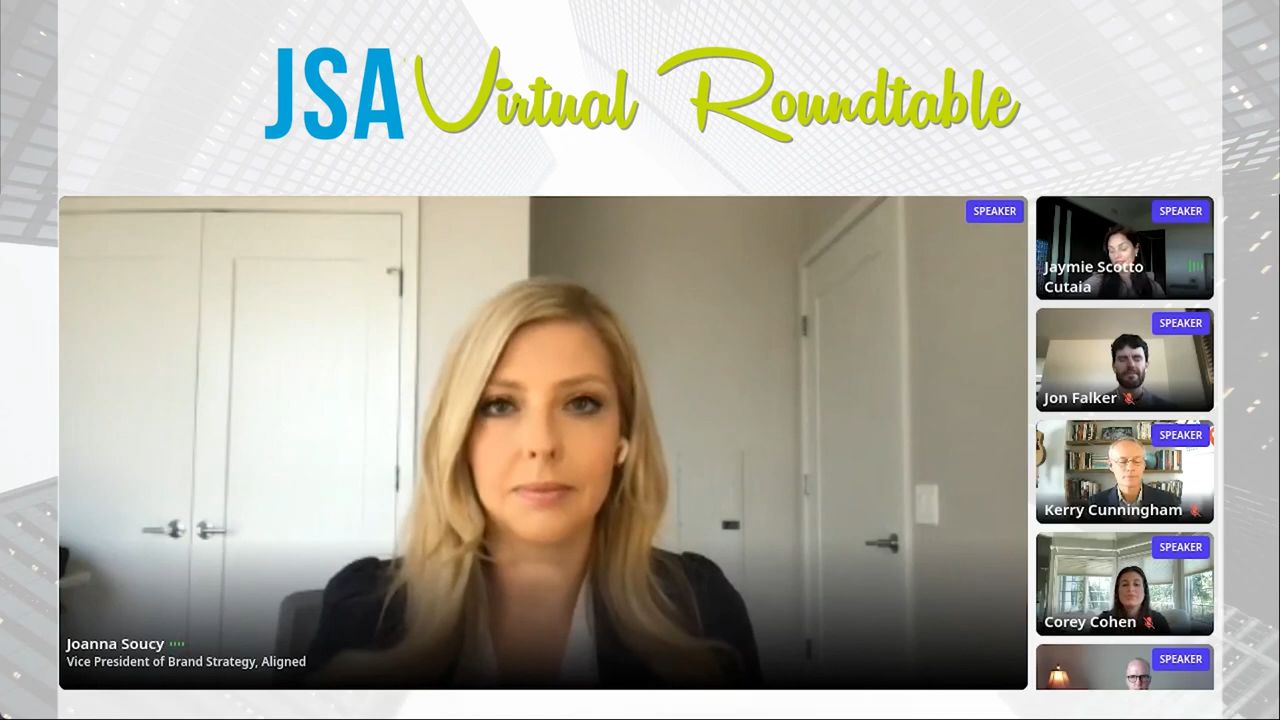 JSA Virtual Roundtable
SPEAKER
Joanna Soucy
Vice President of Brand Strategy, Aligned
SPEAKER
Jaymie Scotto
Cutaia
SPEAKER
Jon Falker
SPEAKER
Kerry Cunningham
SPEAKER
Corey Cohen
SPEAKER